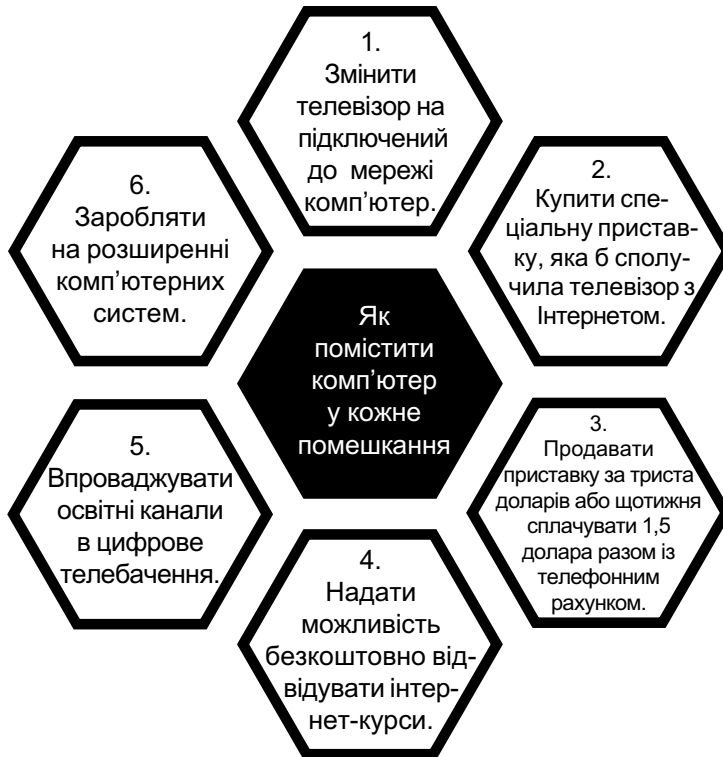 1.
Змінити
телевізор на
підключений
до мережі
комп’ютер.
2.
Купити спе-
ціальну пристав-
ку, яка б сполу-
чила телевізор з
Інтернетом.
3.
Продавати
приставку за триста
доларів або щотижня
сплачувати 1,5
долара разом із
телефонним
рахунком.
4.
Надати
можливість
безкоштовно від-
відувати інтер-
нет-курси.
5.
Впроваджувати
освітні канали
в цифрове
телебачення.
6.
Заробляти
на розширенні
комп’ютерних
систем.
Як
помістити
комп’ютер
у кожне
помешкання